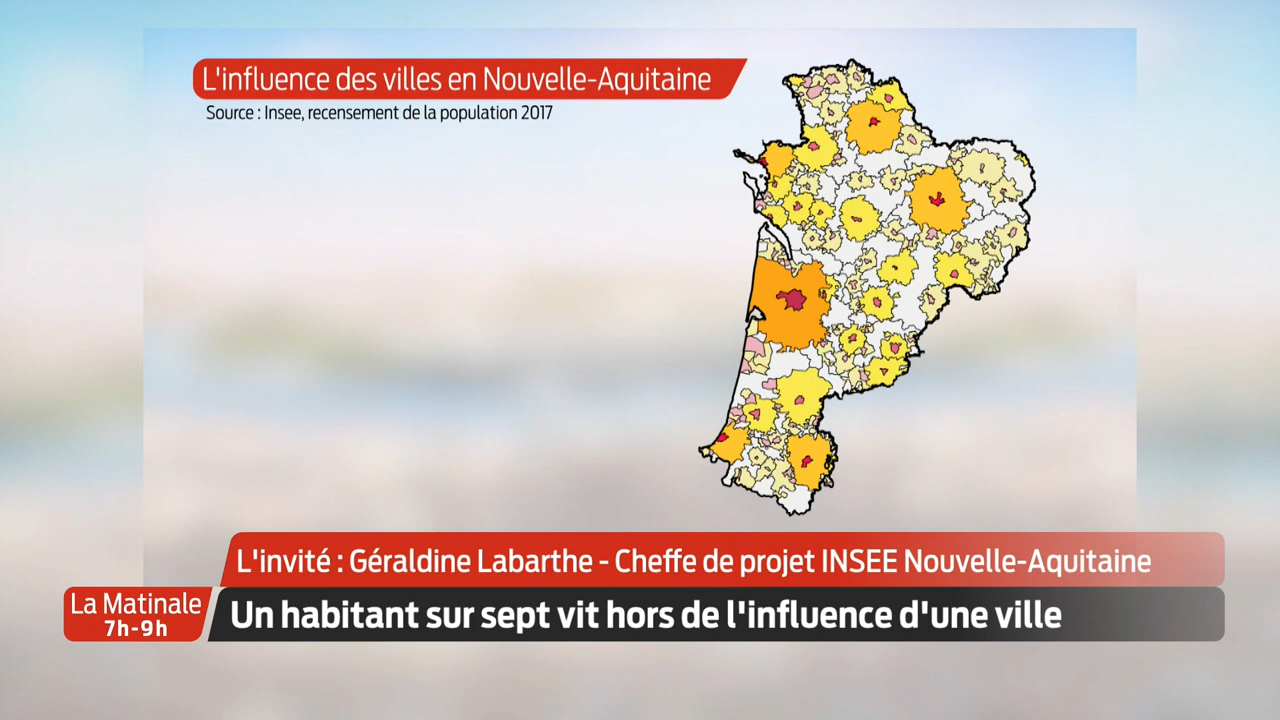 L'influence des villes en Nouvelle-Aquitaine
Source : Insee, recensement de la population 2017
L'invité : Géraldine Labarthe - Cheffe de projet INSEE Nouvelle-Aquitaine
La Matinale
7h-9h
Un habitant sur sept vit hors de l'influence d'une ville